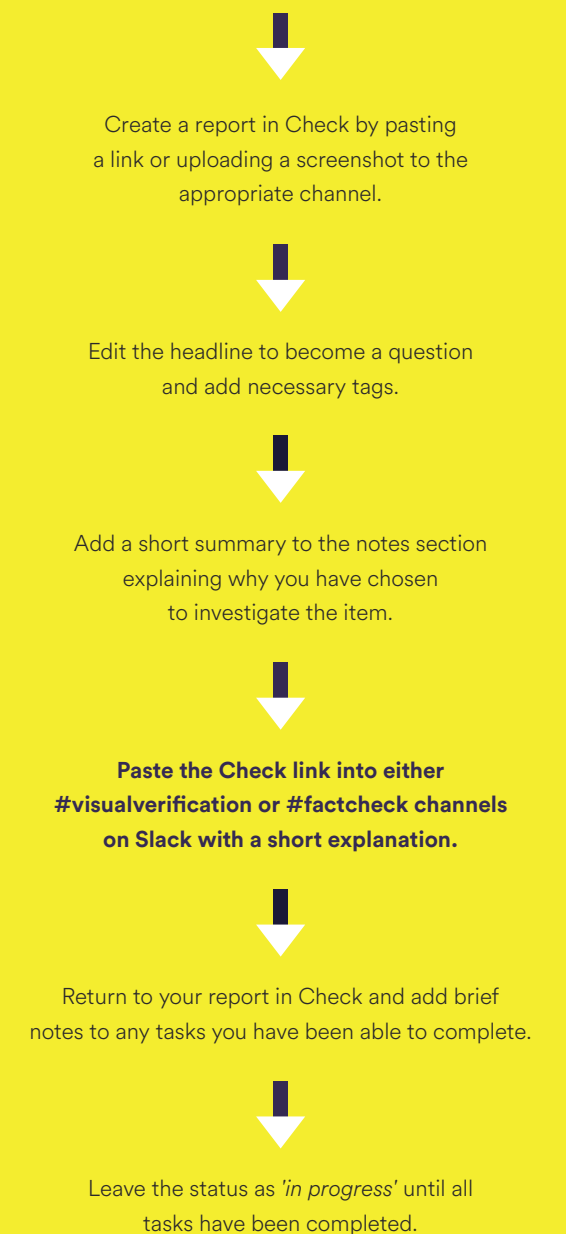 Create a report in Check by pasting
a link or uploading a screenshot to the
appropriate channel.
Edit the headline to become a question
and add necessary tags.
Add a short summary to the notes section
explaining why you have chosen
to investigate the item.
Paste the Check link into either
#visualverification or #factcheck channels
on Slack with a short explanation.
Return to your report in Check and add brief
notes to any tasks you have been able to complete.
Leave the status as 'in progress' until all
tasks have been completed.